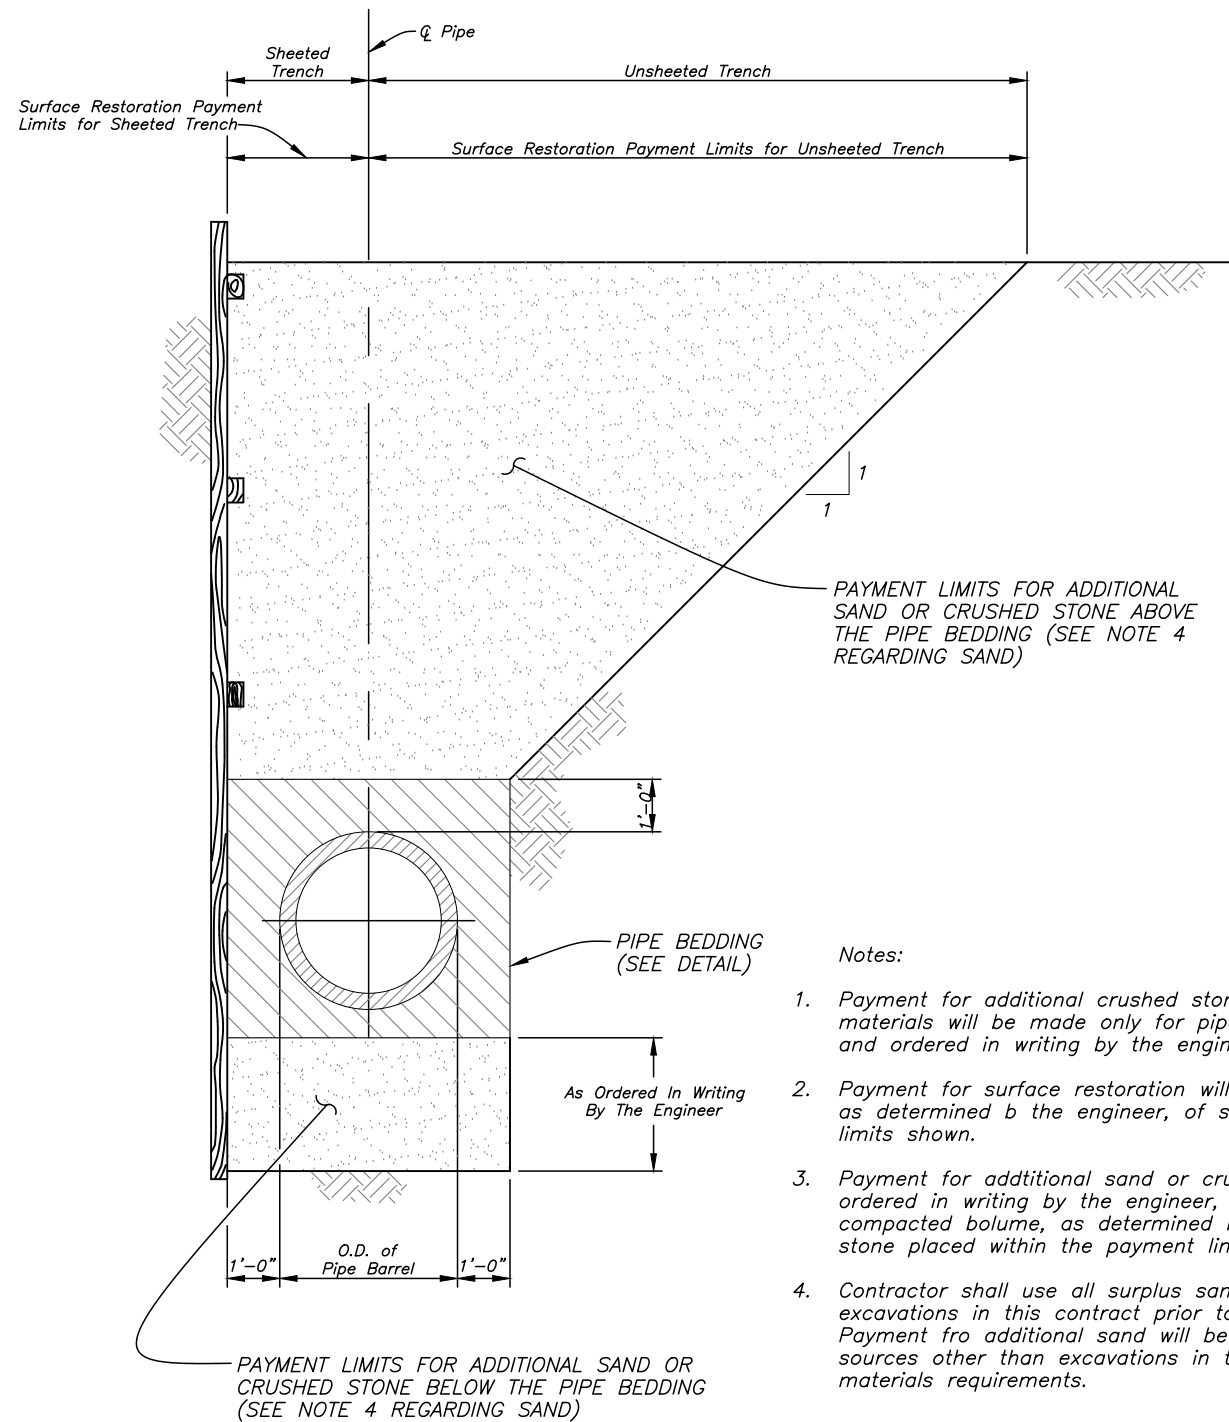 ℄ Pipe
Sheeted
Trench
Unsheeted Trench
Surface Restoration Payment
Limits for Sheeted Trench
Surface Restoration Payment Limits for Unsheeted Trench
1
1
PAYMENT LIMITS FOR ADDITIONAL
SAND OR CRUSHED STONE ABOVE
THE PIPE BEDDING (SEE NOTE 4
REGARDING SAND)
1'-0"
PIPE BEDDING
(SEE DETAIL)
As Ordered In Writing
By The Engineer
1'-0"
O.D. of
Pipe Barrel
1'-0"
PAYMENT LIMITS FOR ADDITIONAL SAND OR
CRUSHED STONE BELOW THE PIPE BEDDING
(SEE NOTE 4 REGARDING SAND)
Notes:
1. Payment for additional crushed
materials will be made only for
and ordered in writing by the
2. Payment for surface restoration will
as determined b the engineer, of
limits shown.
3. Payment for addtitional sand or
ordered in writing by the engineer,
compacted bolume, as determined
stone placed within the payment
4. Contractor shall use all surplus
excavations in this contract prior
Payment fro additional sand will be
sources other than excavations in
materials requirements.